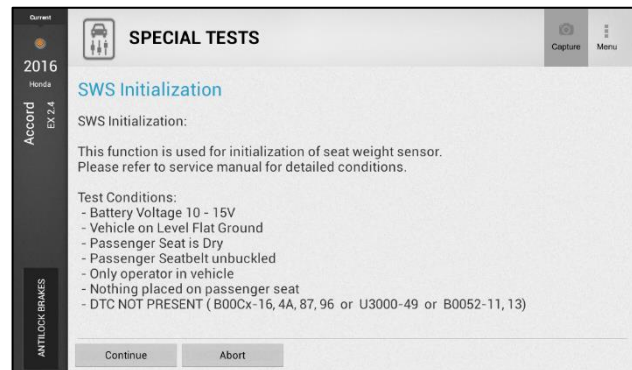 Current
2016
Honda
Accord
EX 2.4
ANTILOCK BRAKES
SPECIAL TESTS
Capture
Menu
SWS Initialization
SWS Initialization:
This function is used for initialization of seat weight sensor.
Please refer to service manual for detailed conditions.
Test Conditions:
- Battery Voltage 10 - 15V
- Vehicle on Level Flat Ground
- Passenger Seat is Dry
- Passenger Seatbelt unbuckled
- Only operator in vehicle
- Nothing placed on passenger seat
- DTC NOT PRESENT ( B00Cx-16, 4A, 87, 96 or U3000-49 or B0052-11, 13)
Continue
Abort